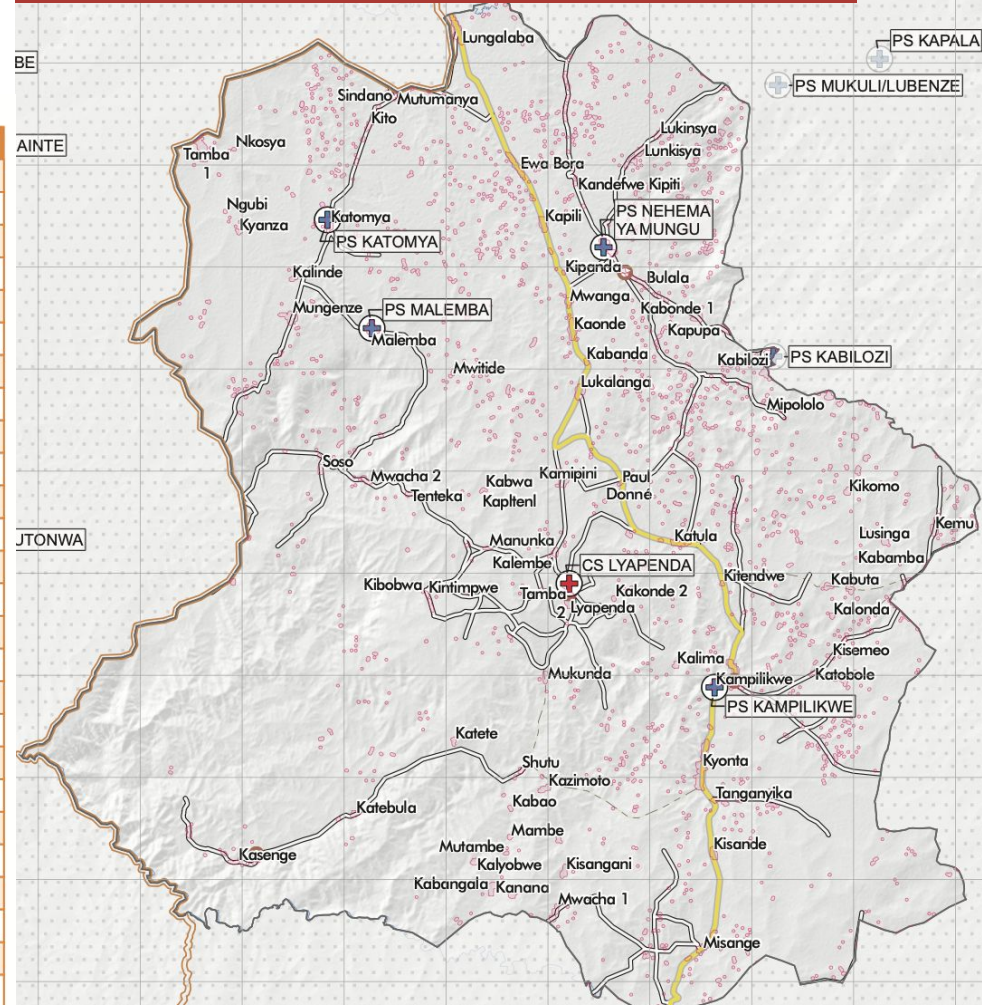 Lungalaba
PS KAPALA
BE
PS MUKULI/LUBENZE
Sindano
Mutumanya
Kito
Lukinsya
AINTE
Nkosya
Tamba
1
Lunkisya
Ewa Bora
Kandefwe
Kipiti
Ngubi
Kyanza
Katomya
Kapili
PS NEHEMA
YA MUNGU
PS KATOMYA
Kalinde
Kipanda
Bulala
Mwanga
Mungenze
PS MALEMBA
Kabonde 1
Malemba
Kaonde
Kapupa
Kabanda
Kabilozi
PS KABILOZI
Mwitide
Lukalanga
Mipololo
Soso
Mwacha 2
Tenteka
Kabwa
Kapltenl
Kamipini
Paul
Donné
Kikomo
Kemu
Lusinga
Kabamba
UTONWA
Manunka
Katula
Kalembe
CS LYAPENDA
Kitendwe
Kabuta
Kibobwa
Kintimpwe
Tamba
2
Lyapenda
Kakonde 2
Kalonda
Kisemeo
Kalima
Mukunda
Kampilikwe
Katobole
PS KAMPILIKWE
Katete
Shutu
Kazimoto
Kyonta
Katebula
Kabao
Tanganyika
Mambe
Mutambe
Kisande
Kasenge
Kalyobwe
Kisangani
Kabangala
Kanana
Mwacha 1
Misange